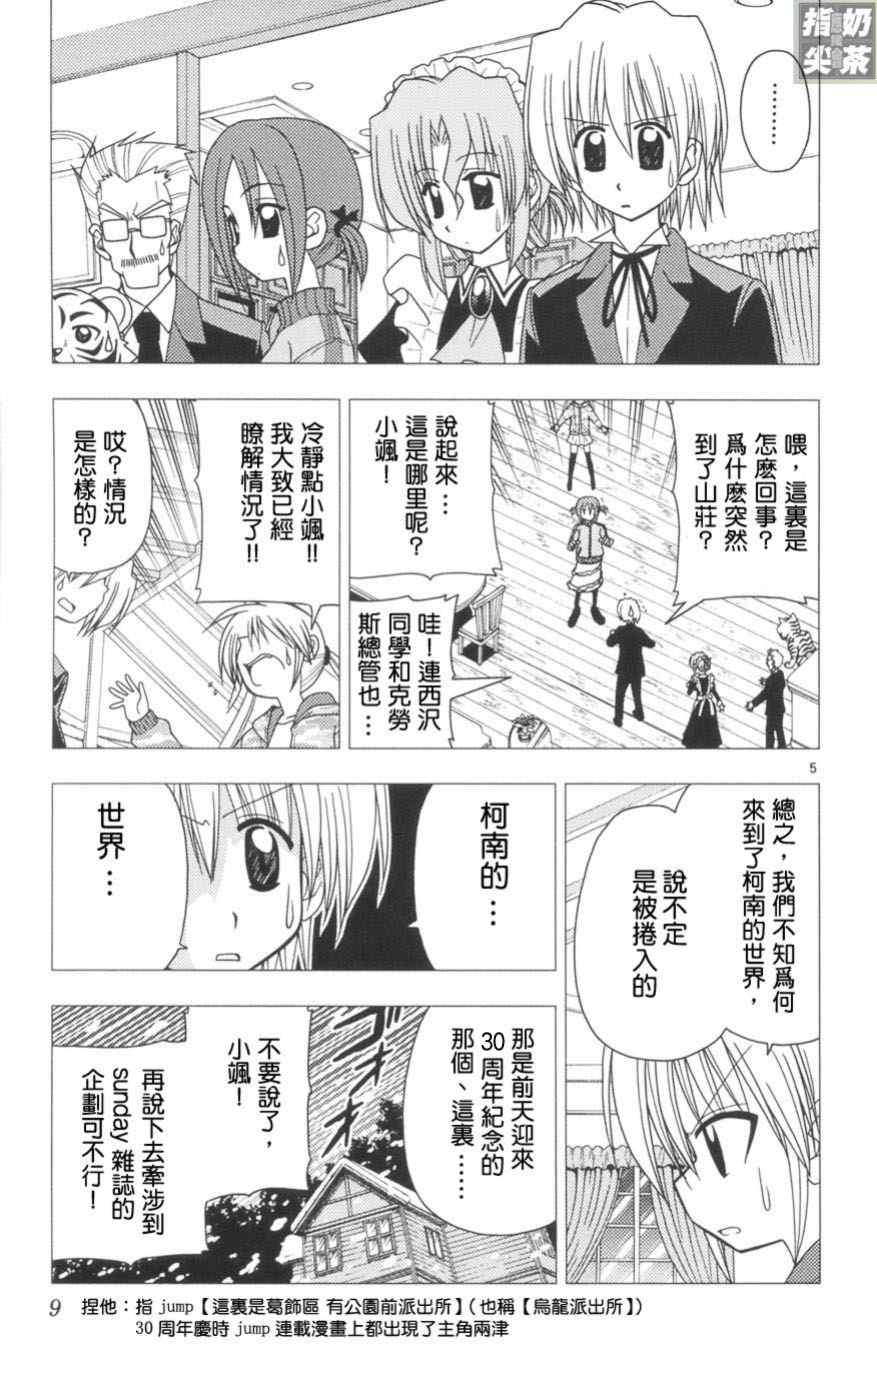 指奶
尖茶
……
喂，這裏是
怎麽回事？
爲什麽突然
到了山莊？
說起來…
這是哪里呢？
小颯！
哇！連西沢
同學和克勞
斯總管也…
冷靜點小颯!!
我大致已經
瞭解情況了!!
哎？情況
是怎樣的？
5
總之，我們不知爲何
來到了柯南的世界，
說不定
是被捲入的
柯南的…
世界…
那是前天迎來
30周年紀念的
那個、這裏……
ゴゴゴ
不要說了，
小颯！
再說下去牽涉到
sunday 雜誌的
企劃可不行！
9 捏他：指 jump【這裏是葛飾區 有公園前派出所】（也稱【烏龍派出所】）
30 周年慶時 jump 連載漫畫上都出現了主角兩津